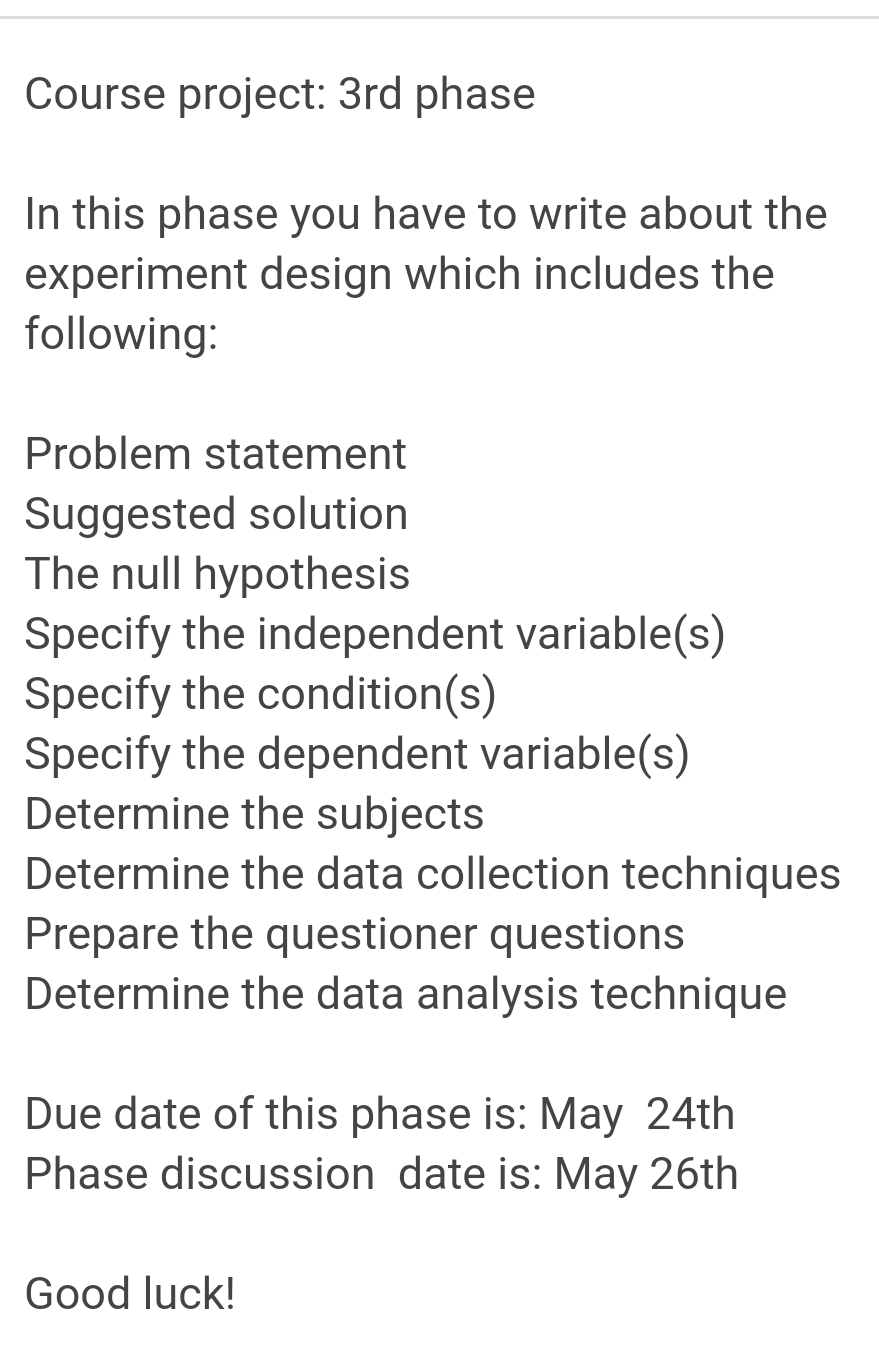 Course project: 3rd phase
In this phase you have to write about the
experiment design which includes the
following:
Problem statement
Suggested solution
The null hypothesis
Specify the independent variable(s)
Specify the condition(s)
Specify the dependent variable(s)
Determine the subjects
Determine the data collection techniques
Prepare the questioner questions
Determine the data analysis technique
Due date of this phase is: May  24th
Phase discussion  date is: May 26th
Good luck!